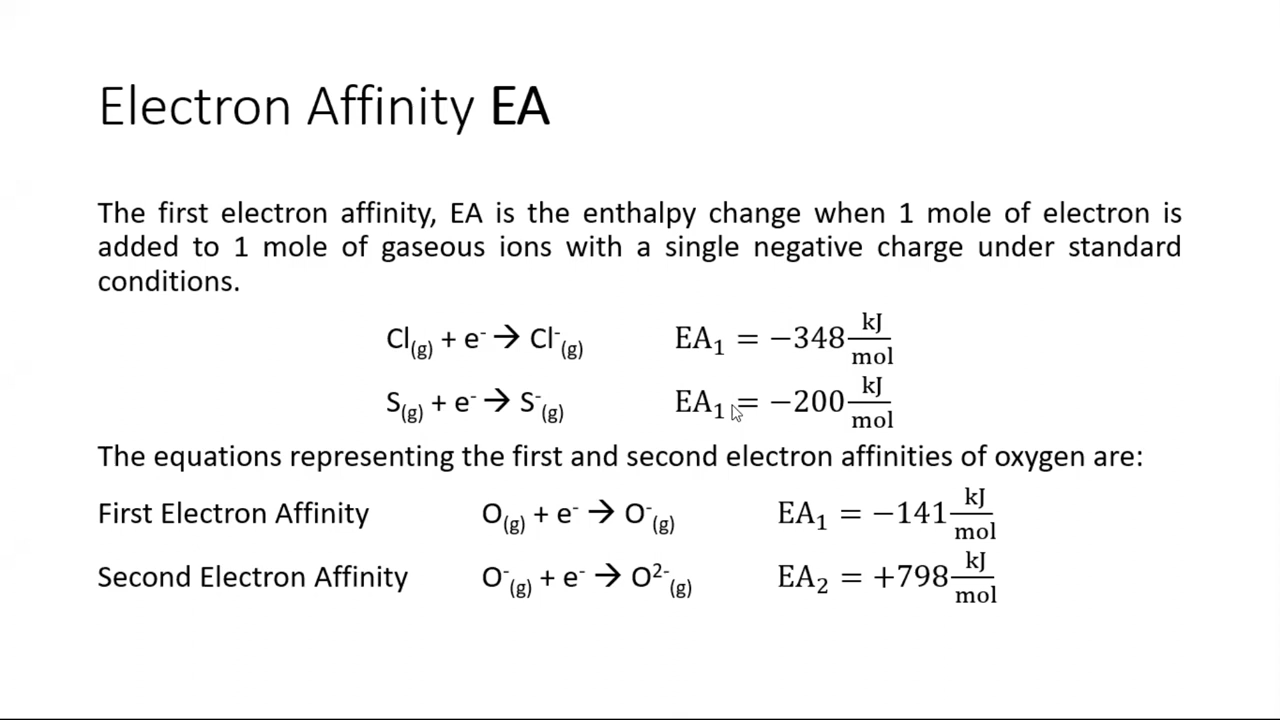 Electron Affinity EA
The first electron affinity, EA is the enthalpy change when 1 mole of electron is
added to 1 mole of gaseous ions with a single negative charge under standard
conditions.
Cl(g) + e- → Cl-(g) EA₁ = −348 kJ/mol
S(g) + e- → S-(g) EA₁ = −200 kJ/mol
The equations representing the first and second electron affinities of oxygen are:
First Electron Affinity O(g) + e- → O-(g) EA₁ = −141 kJ/mol
Second Electron Affinity O-(g) + e- → O2-(g) EA₂ = +798 kJ/mol